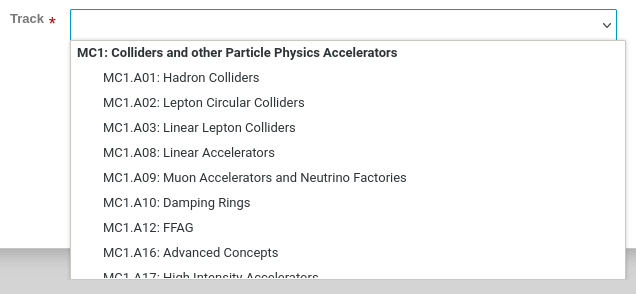 Track *
MC1: Colliders and other Particle Physics Accelerators
MC1.A01: Hadron Colliders
MC1.A02: Lepton Circular Colliders
MC1.A03: Linear Lepton Colliders
MC1.A08: Linear Accelerators
MC1.A09: Muon Accelerators and Neutrino Factories
MC1.A10: Damping Rings
MC1.A12: FFAG
MC1.A16: Advanced Concepts
MC1.A17: High Intensity Accelerators